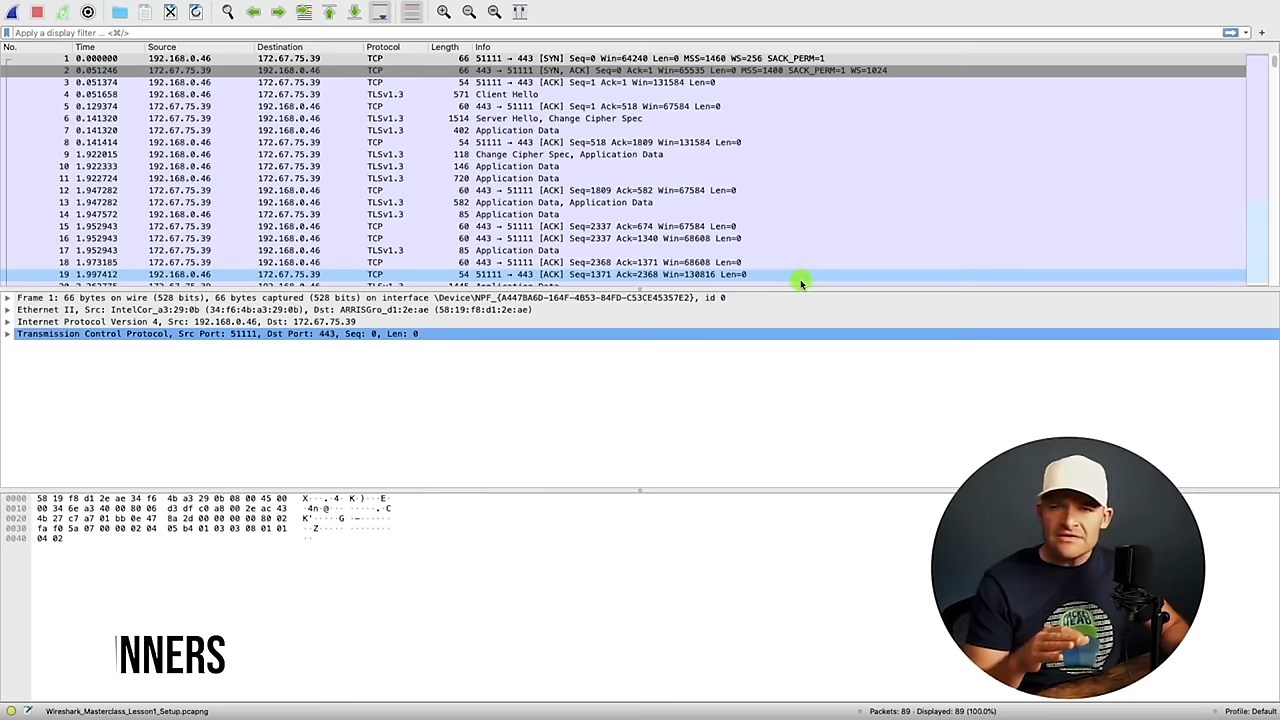 Apply a display filter ... <⌘/>
No. Time Source Destination Protocol Length Info
1 0.000000 192.168.0.46 172.67.75.39 TCP 66 51111 → 443 [SYN] Seq=0 Win=64240 Len=0 MSS=1460 WS=256 SACK_PERM=1
2 0.051246 172.67.75.39 192.168.0.46 TCP 66 443 → 51111 [SYN, ACK] Seq=0 Ack=1 Win=65535 Len=0 MSS=1400 SACK_PERM=1 WS=1024
3 0.051374 192.168.0.46 172.67.75.39 TCP 54 51111 → 443 [ACK] Seq=1 Ack=1 Win=131584 Len=0
4 0.051658 192.168.0.46 172.67.75.39 TLSv1.3 571 Client Hello
5 0.129374 172.67.75.39 192.168.0.46 TCP 60 443 → 51111 [ACK] Seq=1 Ack=518 Win=67584 Len=0
6 0.141320 172.67.75.39 192.168.0.46 TLSv1.3 1514 Server Hello, Change Cipher Spec
7 0.141320 172.67.75.39 192.168.0.46 TLSv1.3 402 Application Data
8 0.141414 192.168.0.46 172.67.75.39 TCP 54 51111 → 443 [ACK] Seq=518 Ack=1809 Win=131584 Len=0
9 1.922015 192.168.0.46 172.67.75.39 TLSv1.3 118 Change Cipher Spec, Application Data
10 1.922333 192.168.0.46 172.67.75.39 TLSv1.3 146 Application Data
11 1.922724 192.168.0.46 172.67.75.39 TLSv1.3 720 Application Data
12 1.947282 172.67.75.39 192.168.0.46 TCP 60 443 → 51111 [ACK] Seq=1809 Ack=582 Win=67584 Len=0
13 1.947282 172.67.75.39 192.168.0.46 TLSv1.3 582 Application Data, Application Data
14 1.947572 192.168.0.46 172.67.75.39 TLSv1.3 85 Application Data
15 1.952943 172.67.75.39 192.168.0.46 TCP 60 443 → 51111 [ACK] Seq=2337 Ack=674 Win=67584 Len=0
16 1.952943 172.67.75.39 192.168.0.46 TCP 60 443 → 51111 [ACK] Seq=2337 Ack=1340 Win=68608 Len=0
17 1.952943 172.67.75.39 192.168.0.46 TLSv1.3 85 Application Data
18 1.973185 172.67.75.39 192.168.0.46 TCP 60 443 → 51111 [ACK] Seq=2368 Ack=1371 Win=68608 Len=0
19 1.997412 192.168.0.46 172.67.75.39 TCP 54 51111 → 443 [ACK] Seq=1371 Ack=2368 Win=130816 Len=0
Frame 1: 66 bytes on wire (528 bits), 66 bytes captured (528 bits) on interface \Device\NPF_{A447BA6D-164F-4B53-84FD-C53CE45357E2}, id 0
Ethernet II, Src: IntelCor_a3:29:0b (34:f6:4b:a3:29:0b), Dst: ARRISGro_d1:2e:ae (58:19:f8:d1:2e:ae)
Internet Protocol Version 4, Src: 192.168.0.46, Dst: 172.67.75.39
Transmission Control Protocol, Src Port: 51111, Dst Port: 443, Seq: 0, Len: 0
0000 58 19 f8 d1 2e ae 34 f6 4b a3 29 0b 08 00 45 00 X·····4· K·)···E·
0010 00 34 6e a3 40 00 80 06 d3 df c0 a8 00 2e ac 43 ·4n·@··· ·····.·C
0020 4b 27 c7 a7 01 bb 0e 47 8a 2d 00 00 00 00 80 02 K'·····G ·-······
0030 fa f0 5a 07 00 00 02 04 05 b4 01 03 03 08 01 01 ··Z····· ········
0040 04 02 ··
NNERS
Wireshark_Masterclass_Lesson1_Setup.pcapng Packets: 89 · Displayed: 89 (100.0%) Profile: Default